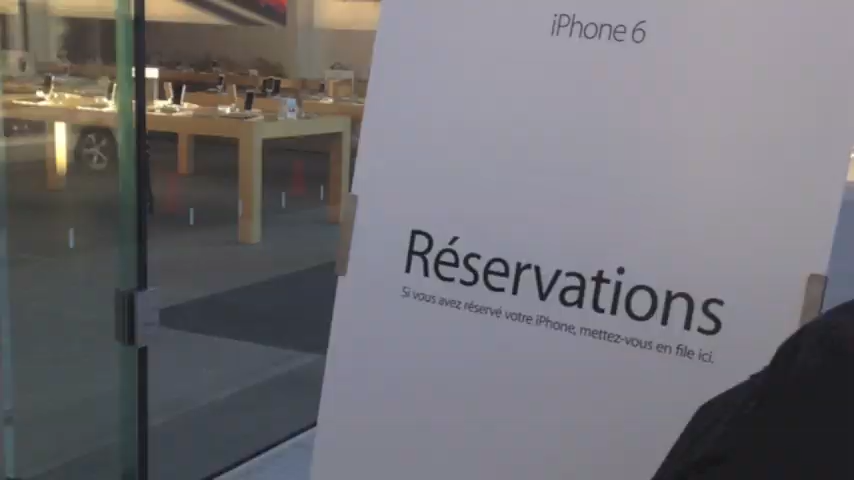 iPhone 6
Réservations
Si vous avez réservé votre iPhone, mettez-vous en file ici.